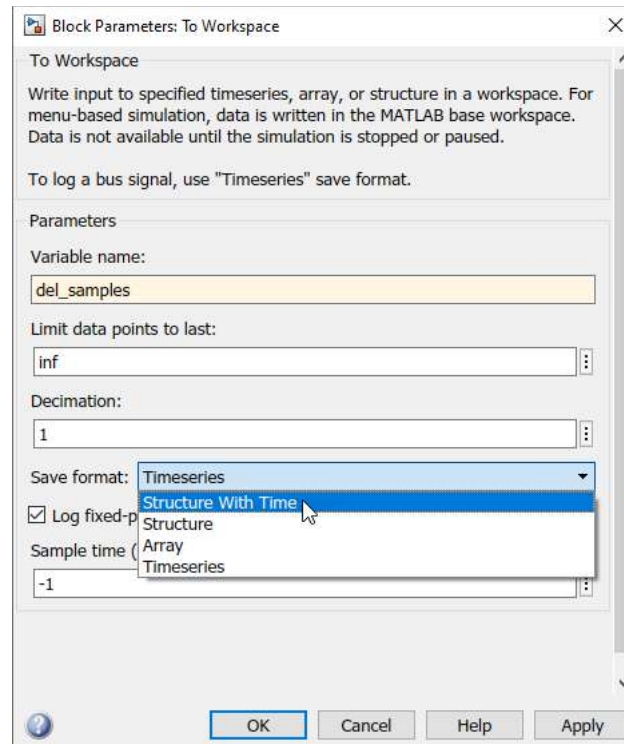 Block Parameters: To Workspace
To Workspace
Write input to specified timeseries, array, or structure in a workspace. For
menu-based simulation, data is written in the MATLAB base workspace.
Data is not available until the simulation is stopped or paused.
To log a bus signal, use "Timeseries" save format.
Parameters
Variable name:
del_samples
Limit data points to last:
inf
Decimation:
1
Save format: Timeseries
Structure With Time
Log fixed-p
Structure
Array
Sample time (
Timeseries
-1
OK Cancel Help Apply